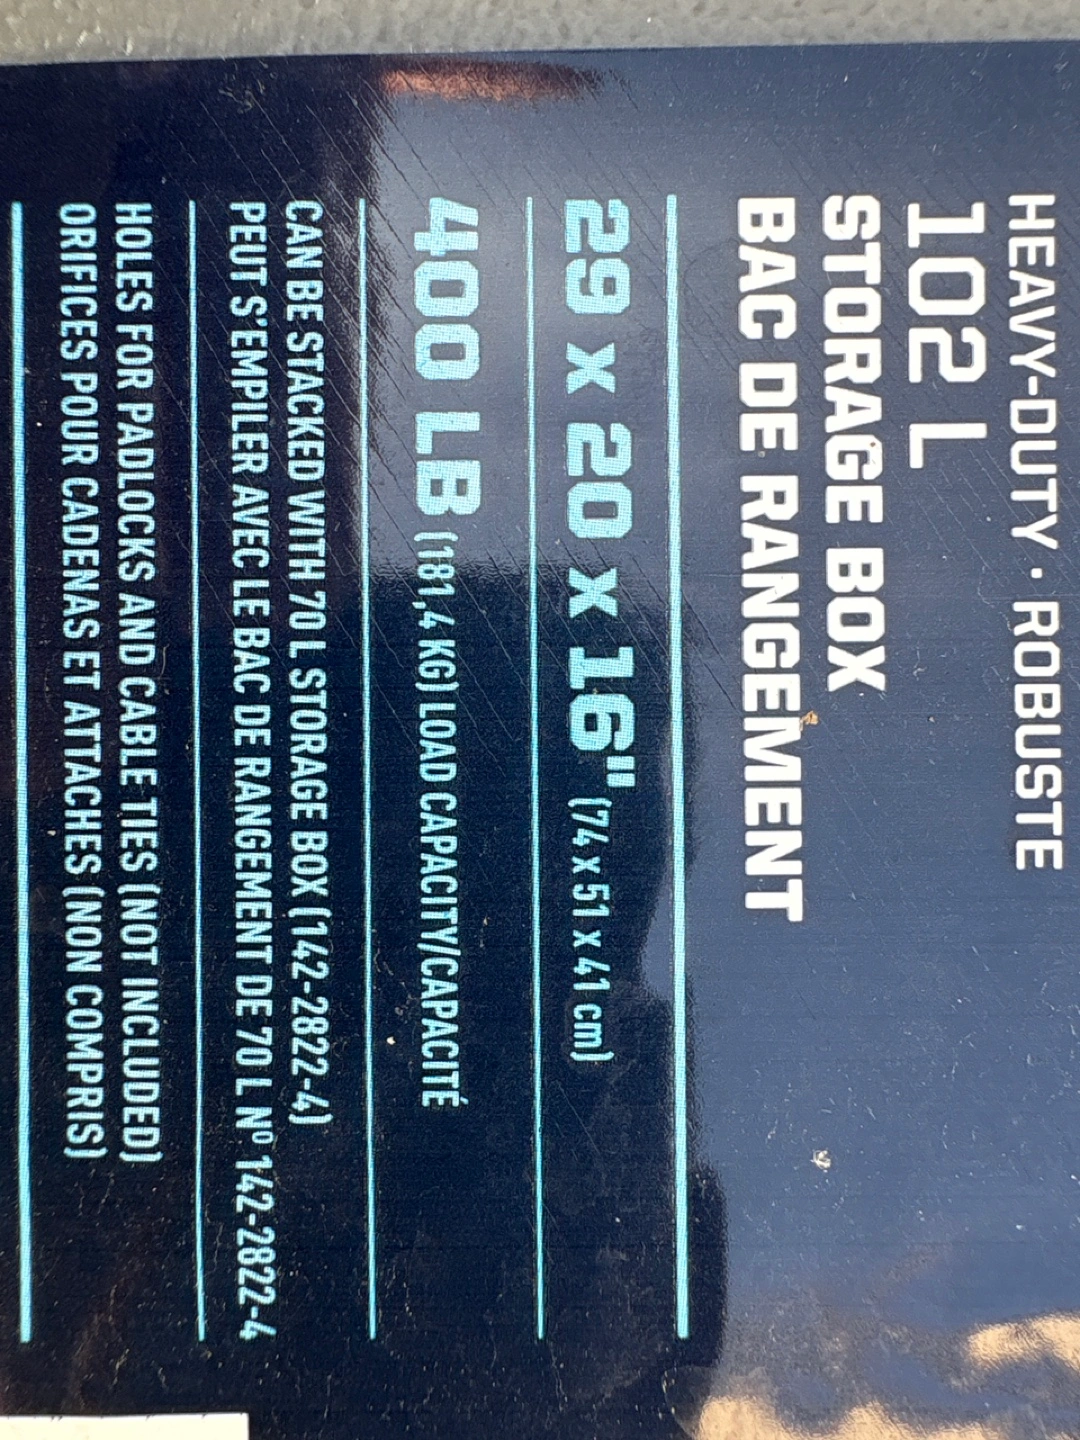 HEAVY-DUTY · ROBUSTE
102 L
STORAGE BOX
BAC DE RANGEMENT
29 x 20 x 16" (74 x 51 x 41 cm)
400 LB (181,4 KG) LOAD CAPACITY/CAPACITÉ
CAN BE STACKED WITH 70 L STORAGE BOX (142-2822-4)
PEUT S'EMPILER AVEC LE BAC DE RANGEMENT DE 70 L Nº 142-2822-4
HOLES FOR PADLOCKS AND CABLE TIES (NOT INCLUDED)
ORIFICES POUR CADENAS ET ATTACHES (NON COMPRIS)